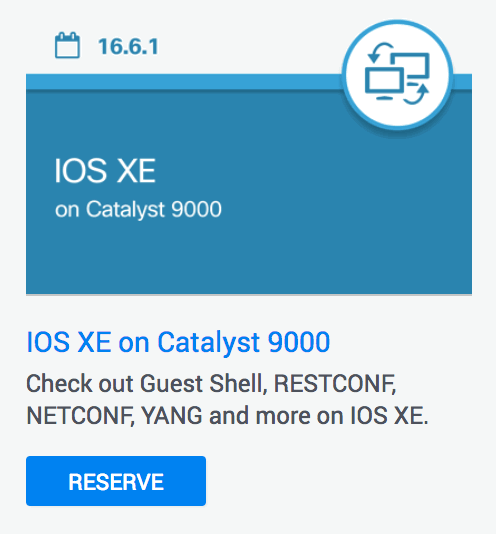 16.6.1
IOS XE
on Catalyst 9000
IOS XE on Catalyst 9000
Check out Guest Shell, RESTCONF,
NETCONF, YANG and more on IOS XE.
RESERVE